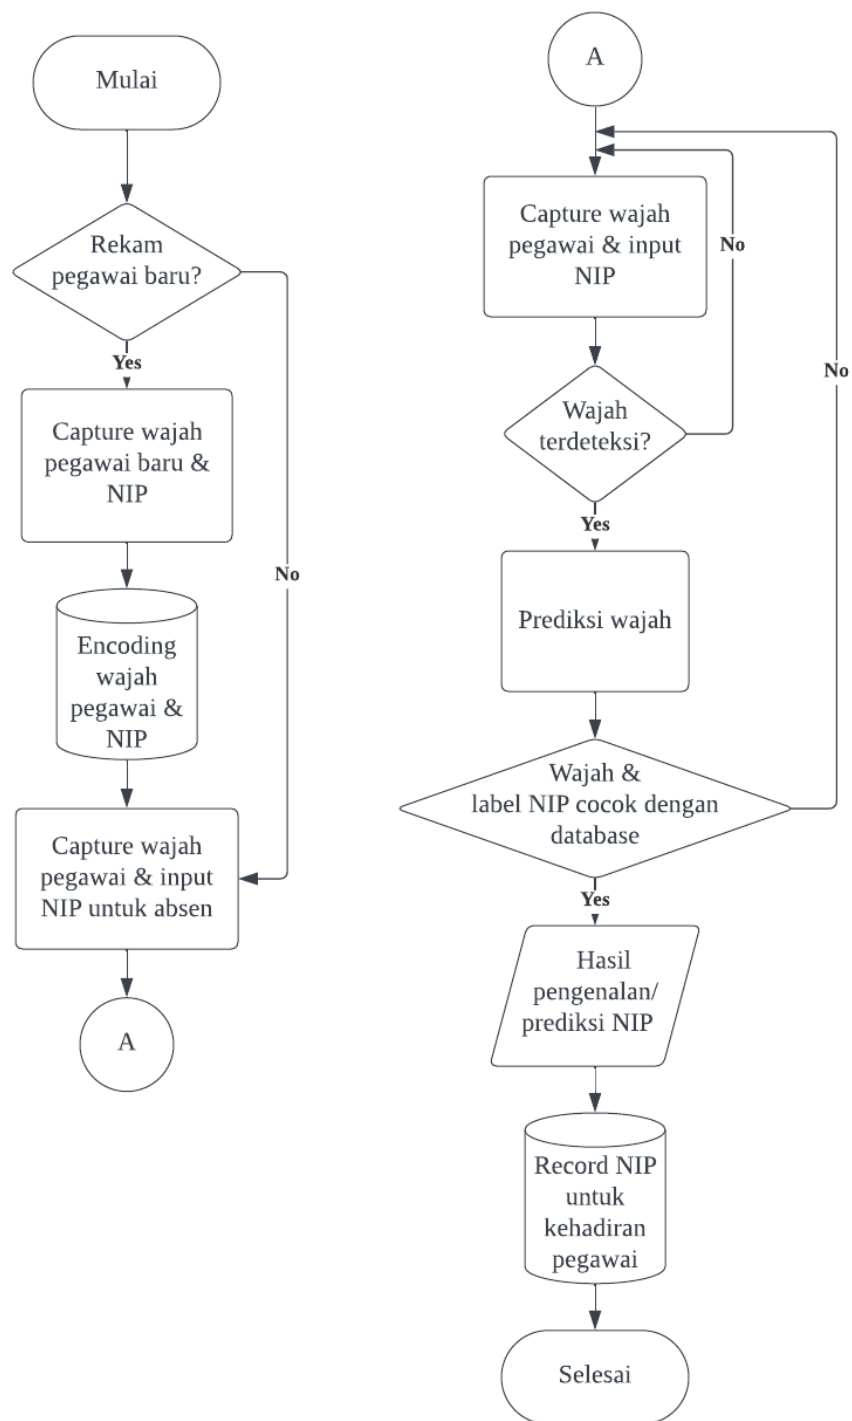 Mulai
Rekam
pegawai baru?
Yes
Capture wajah
pegawai baru &
NIP
No
Encoding
wajah
pegawai &
NIP
Capture wajah
pegawai & input
NIP untuk absen
A
A
Capture wajah
pegawai & input
NIP
No
No
Wajah
terdeteksi?
Yes
Prediksi wajah
Wajah &
label NIP cocok dengan
database
Yes
Hasil
pengenalan/
prediksi NIP
Record NIP
untuk
kehadiran
pegawai
Selesai